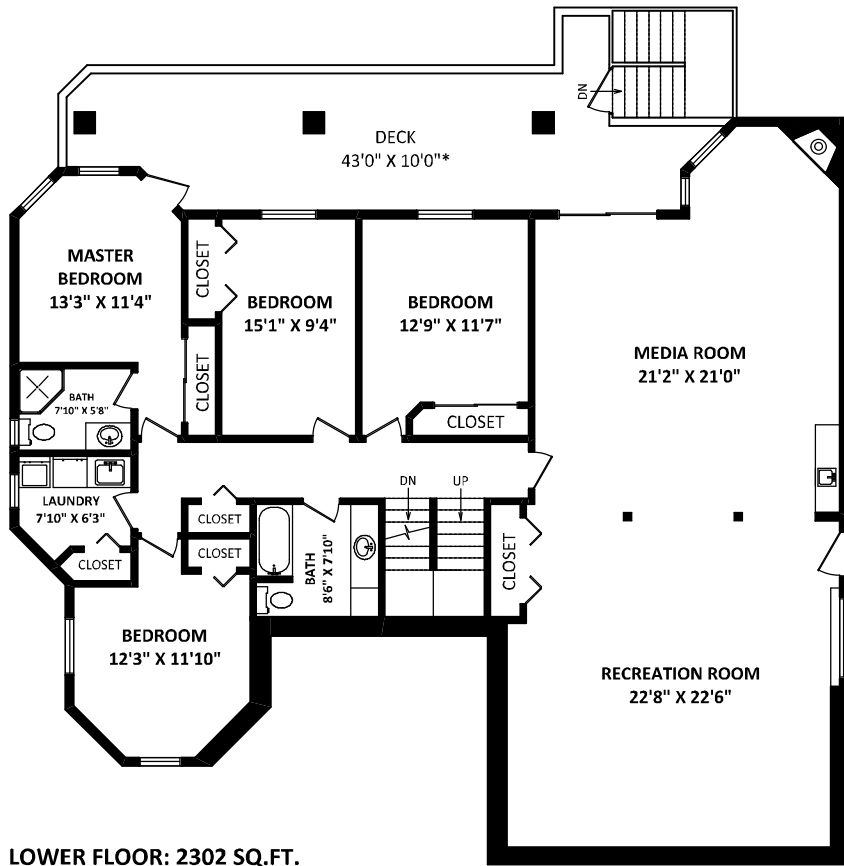 DN
DECK
43'0" X 10'0"*
MASTER
BEDROOM
13'3" X 11'4"
CLOSET
BEDROOM
15'1" X 9'4"
BEDROOM
12'9" X 11'7"
MEDIA ROOM
21'2" X 21'0"
CLOSET
BATH
7'10" X 5'8"
CLOSET
LAUNDRY
7'10" X 6'3"
CLOSET
CLOSET
CLOSET
BATH
8'6" X 7'10"
DN
UP
CLOSET
BEDROOM
12'3" X 11'10"
RECREATION ROOM
22'8" X 22'6"
LOWER FLOOR: 2302 SQ.FT.